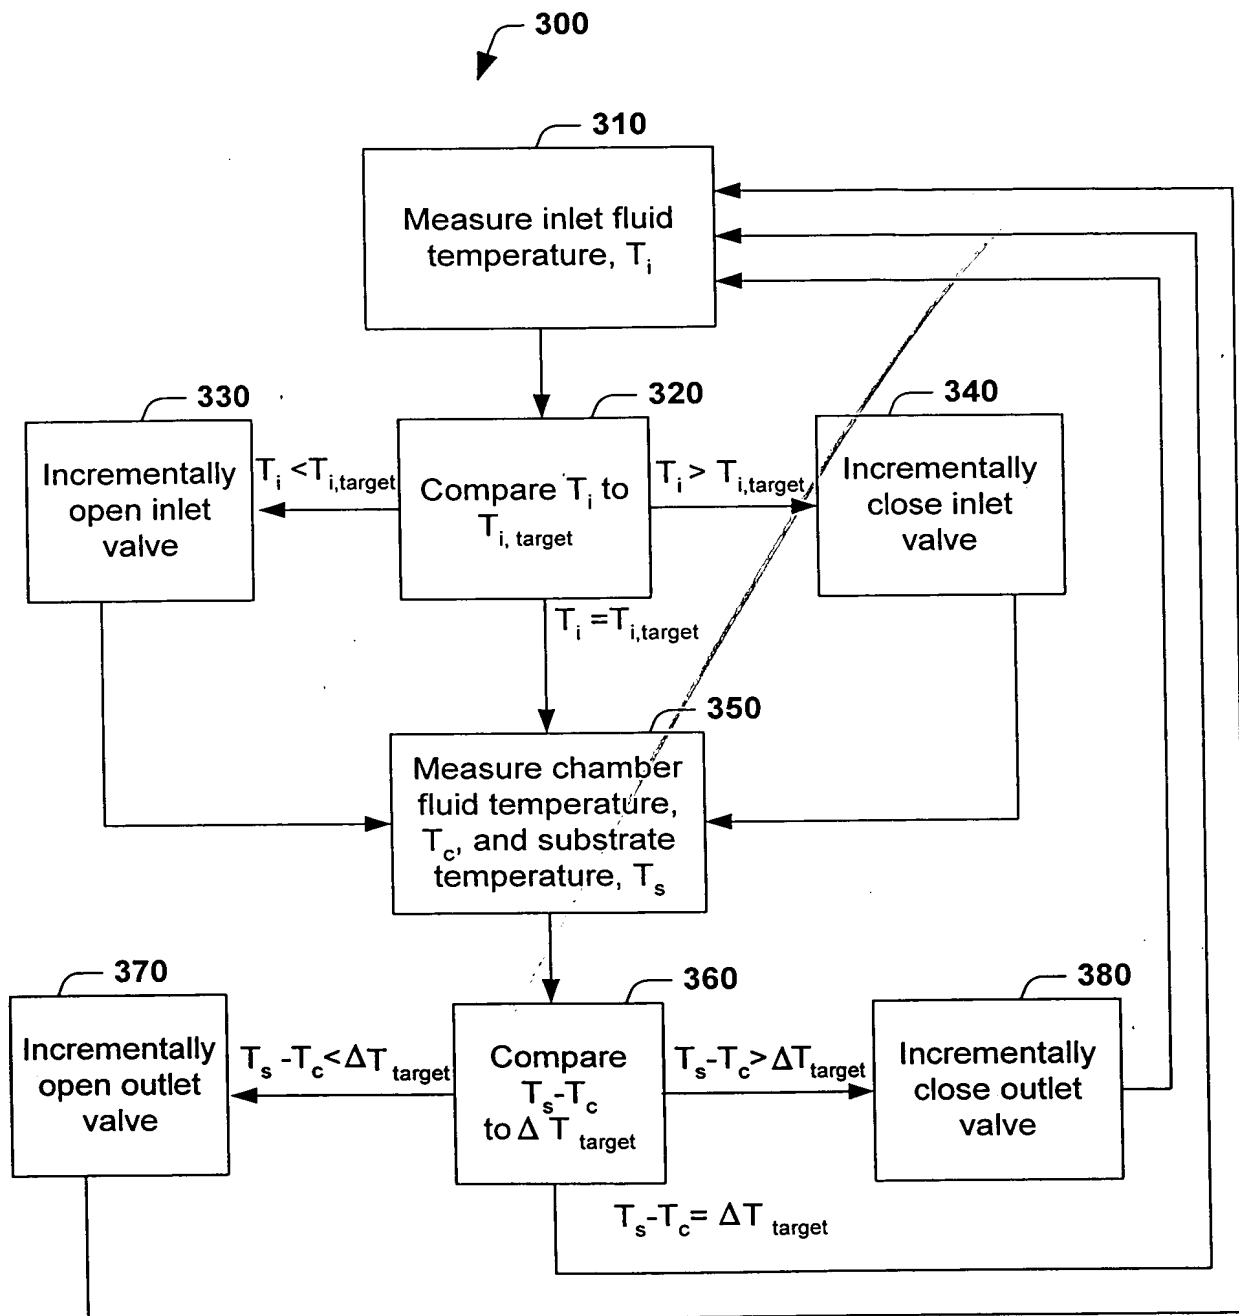 300
310
Measure inlet fluid
temperature, Ti
330
320
340
Incrementally
open inlet
valve
Ti <Ti,target
Compare Ti to
Ti, target
Ti > Ti,target
Incrementally
close inlet
valve
Ti =Ti,target
350
Measure chamber
fluid temperature,
Tc, and substrate
temperature, Ts
370
360
380
Incrementally
open outlet
valve
Ts-Tc<ΔTtarget
Compare
Ts-Tc
to Δ T target
Ts-Tc>ΔTtarget
Incrementally
close outlet
valve
Ts-Tc= ΔT target